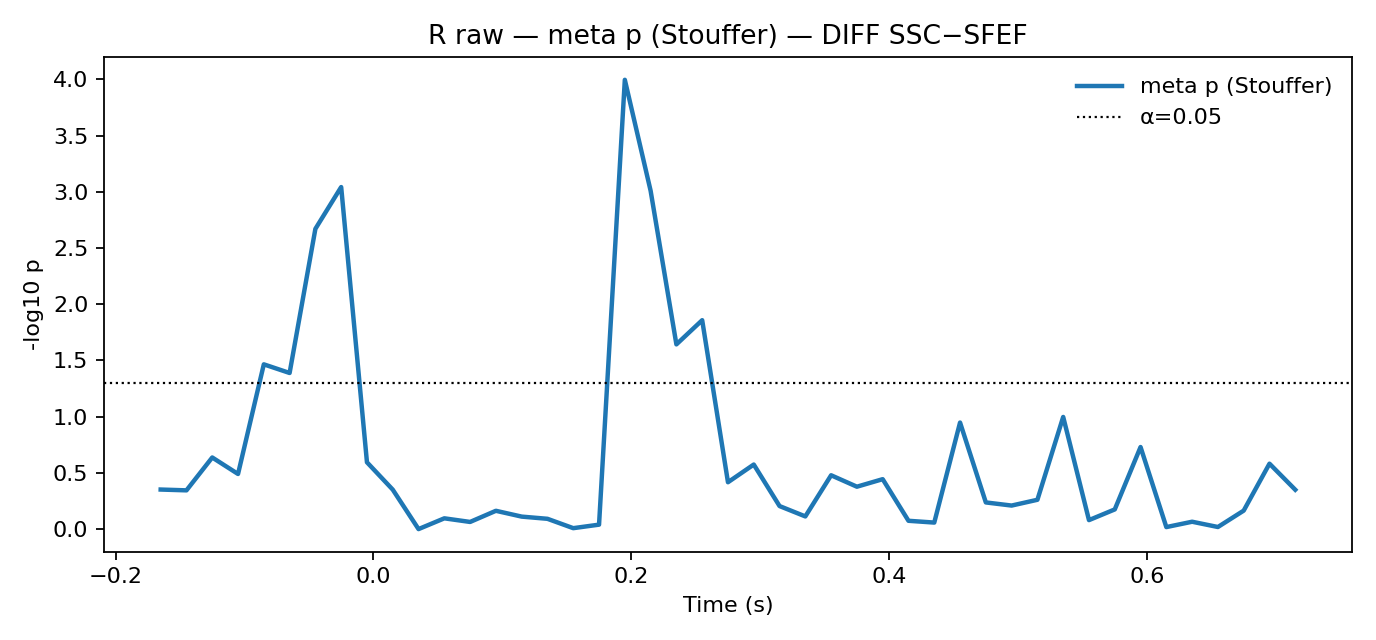 R raw — meta p (Stouffer) — DIFF SSC−SFEF
meta p (Stouffer)
α=0.05
-log10 p
4.0
3.5
3.0
2.5
2.0
1.5
1.0
0.5
0.0
−0.2 0.0 0.2 0.4 0.6
Time (s)